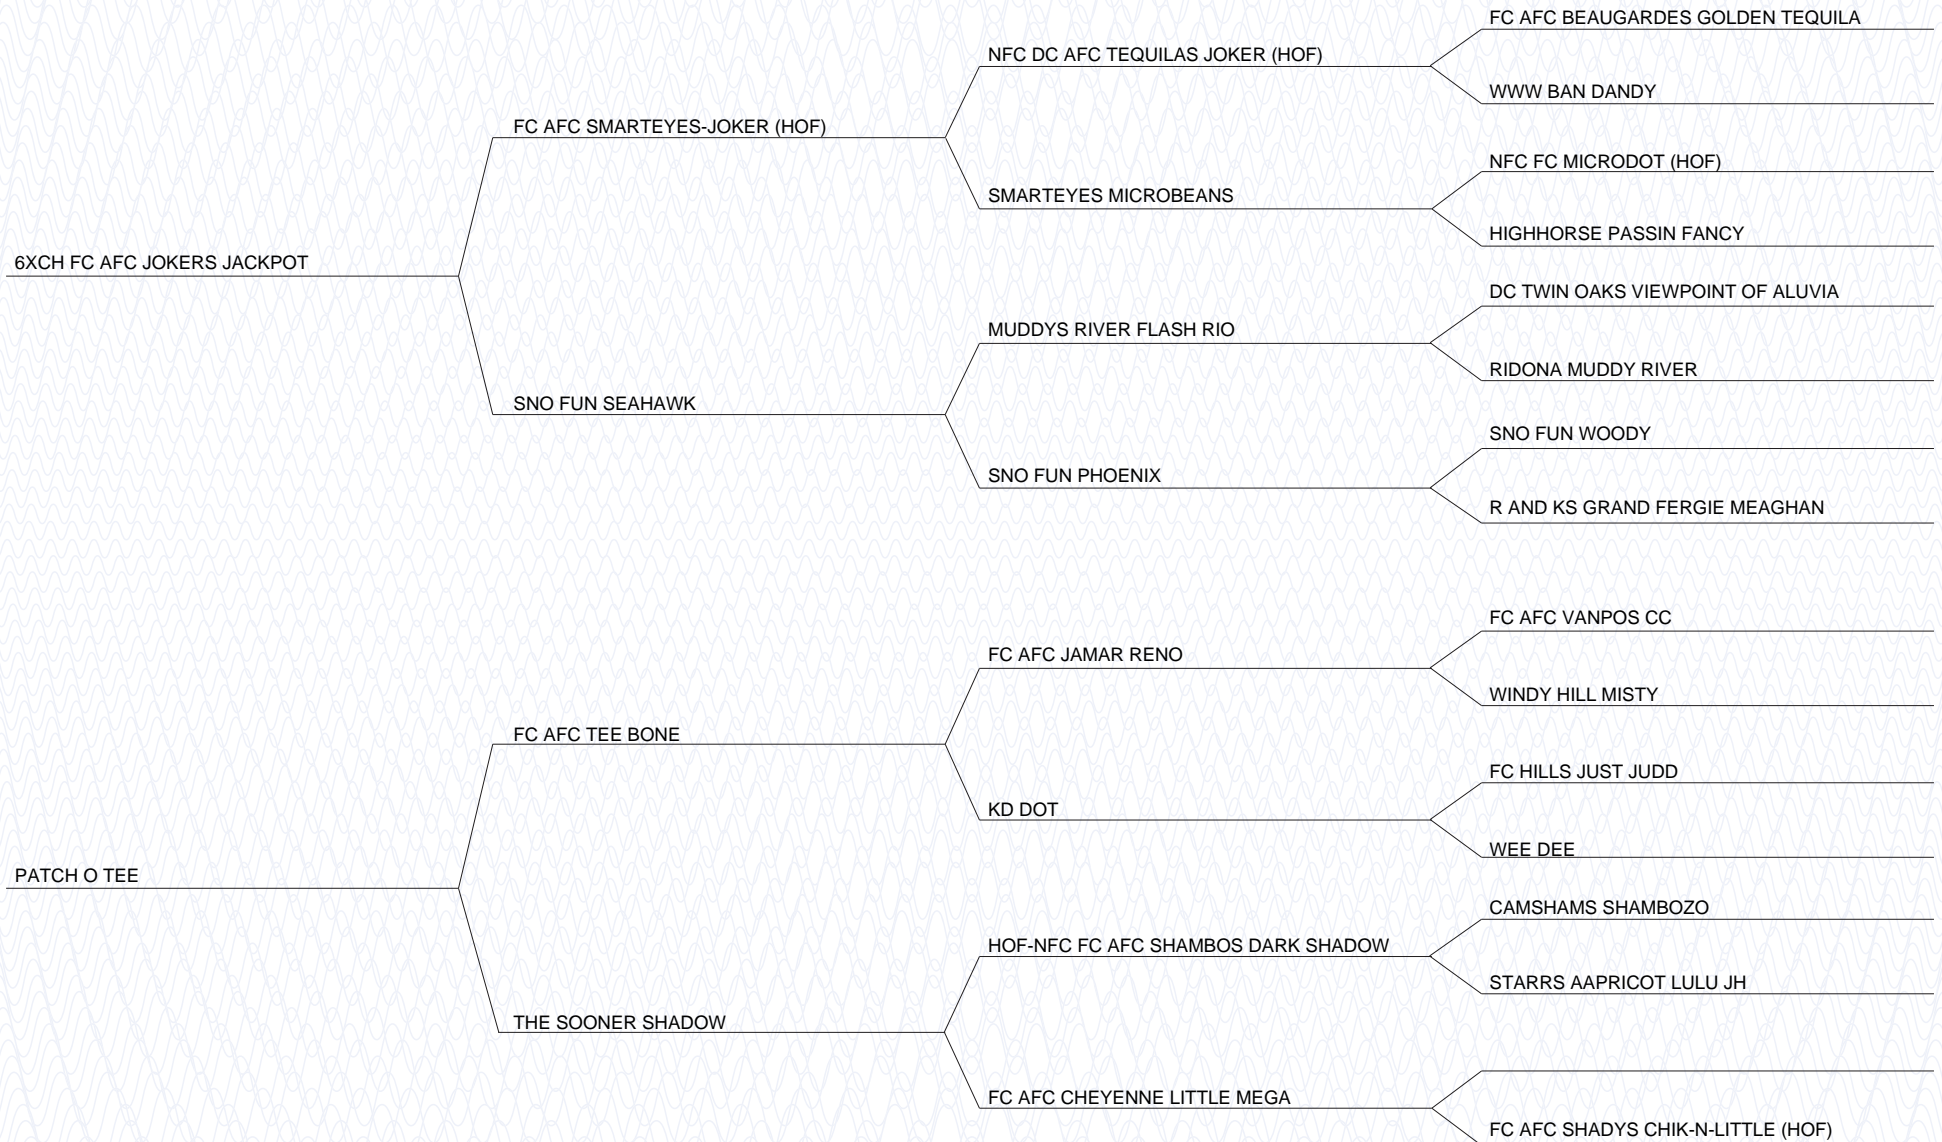 FC AFC BEAUGARDES GOLDEN TEQUILA
NFC DC AFC TEQUILAS JOKER (HOF)
WWW BAN DANDY
FC AFC SMARTEYES-JOKER (HOF)
NFC FC MICRODOT (HOF)
SMARTEYES MICROBEANS
HIGHHORSE PASSIN FANCY
6XCH FC AFC JOKERS JACKPOT
DC TWIN OAKS VIEWPOINT OF ALUVIA
MUDDYS RIVER FLASH RIO
RIDONA MUDDY RIVER
SNO FUN SEAHAWK
SNO FUN WOODY
SNO FUN PHOENIX
R AND KS GRAND FERGIE MEAGHAN
FC AFC VANPOS CC
FC AFC JAMAR RENO
WINDY HILL MISTY
FC AFC TEE BONE
FC HILLS JUST JUDD
KD DOT
WEE DEE
PATCH O TEE
CAMSHAMS SHAMBOZO
HOF-NFC FC AFC SHAMBOS DARK SHADOW
STARRS AAPRICOT LULU JH
THE SOONER SHADOW
FC AFC CHEYENNE LITTLE MEGA
FC AFC SHADYS CHIK-N-LITTLE (HOF)